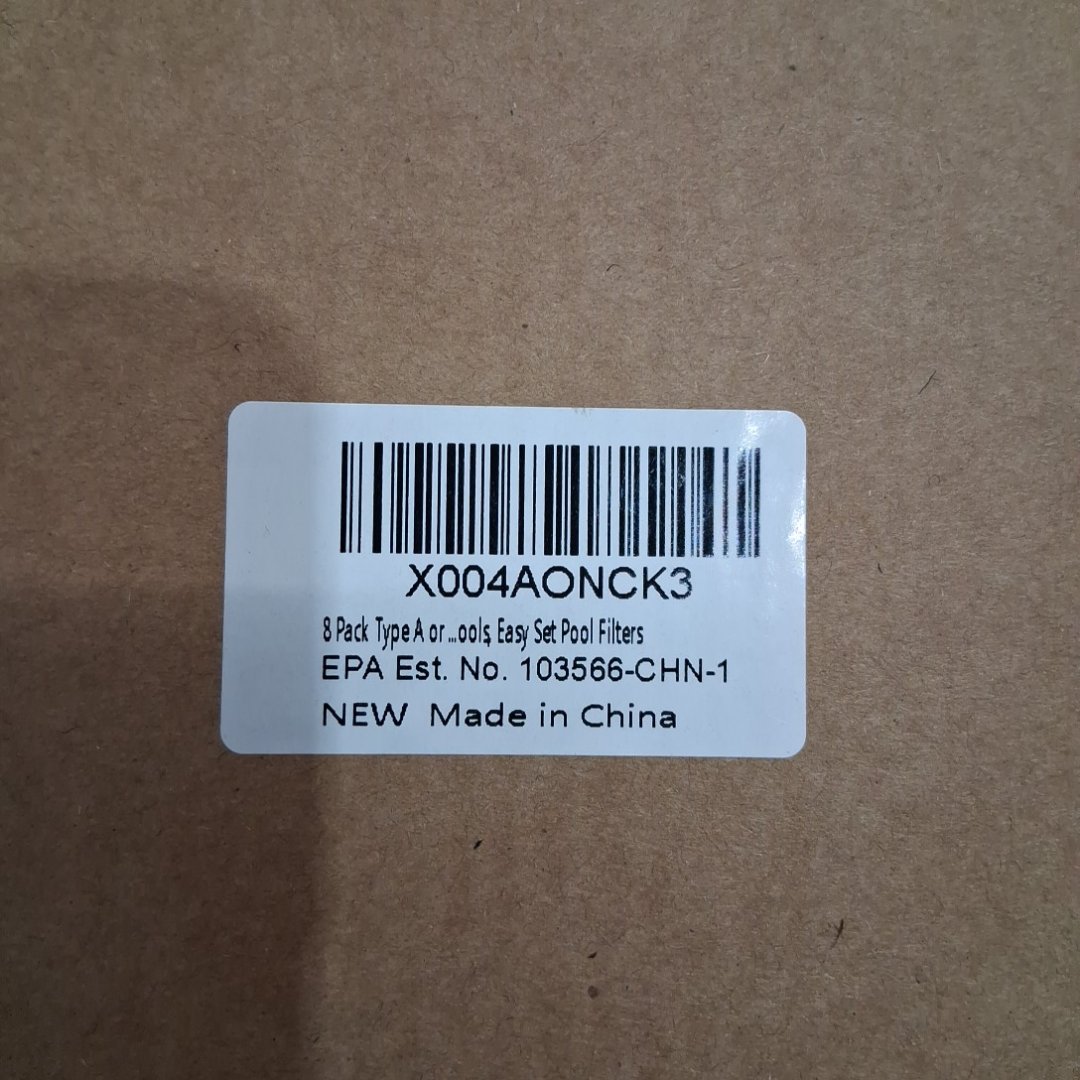 X004AONCK3
8 Pack Type A or ...ools, Easy Set Pool Filters
EPA Est. No. 103566-CHN-1
NEW Made in China